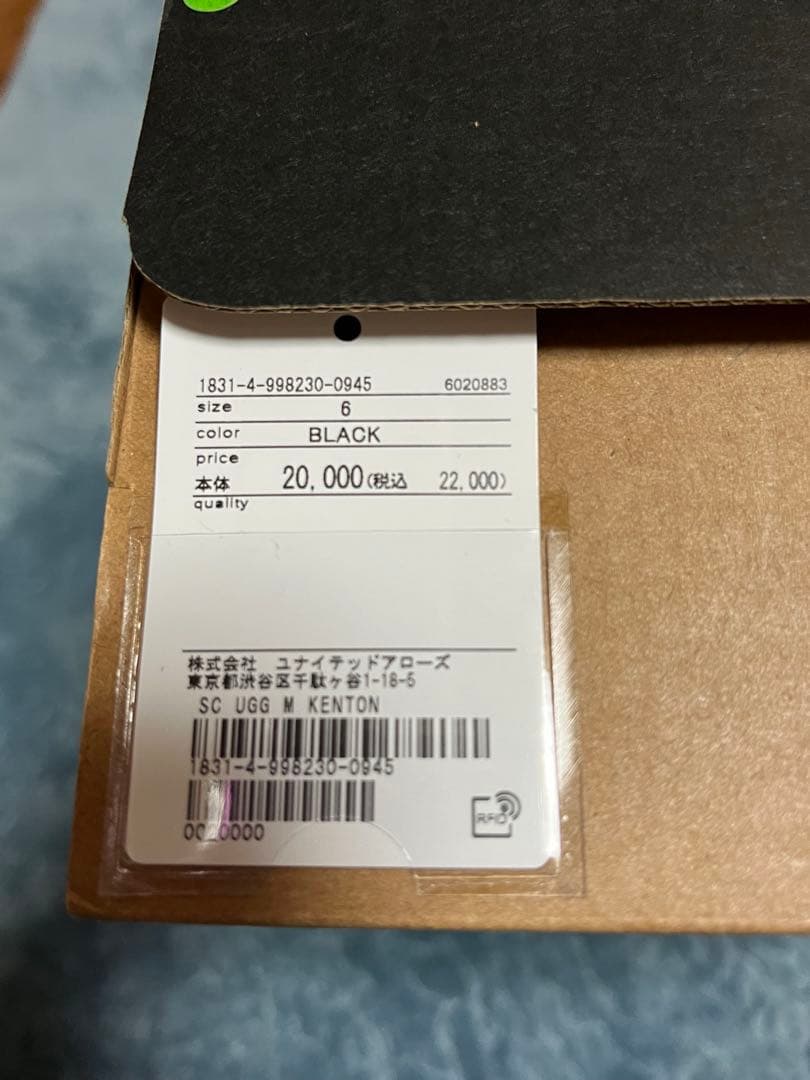 1831-4-998230-0945 6020883
size 6
color BLACK
price
本体 20,000(税込 22,000)
quality
株式会社 ユナイテッドアローズ
東京都渋谷区千駄ヶ谷1-18-5
SC UGG M KENTON
1831-4-998230-0945
RFID